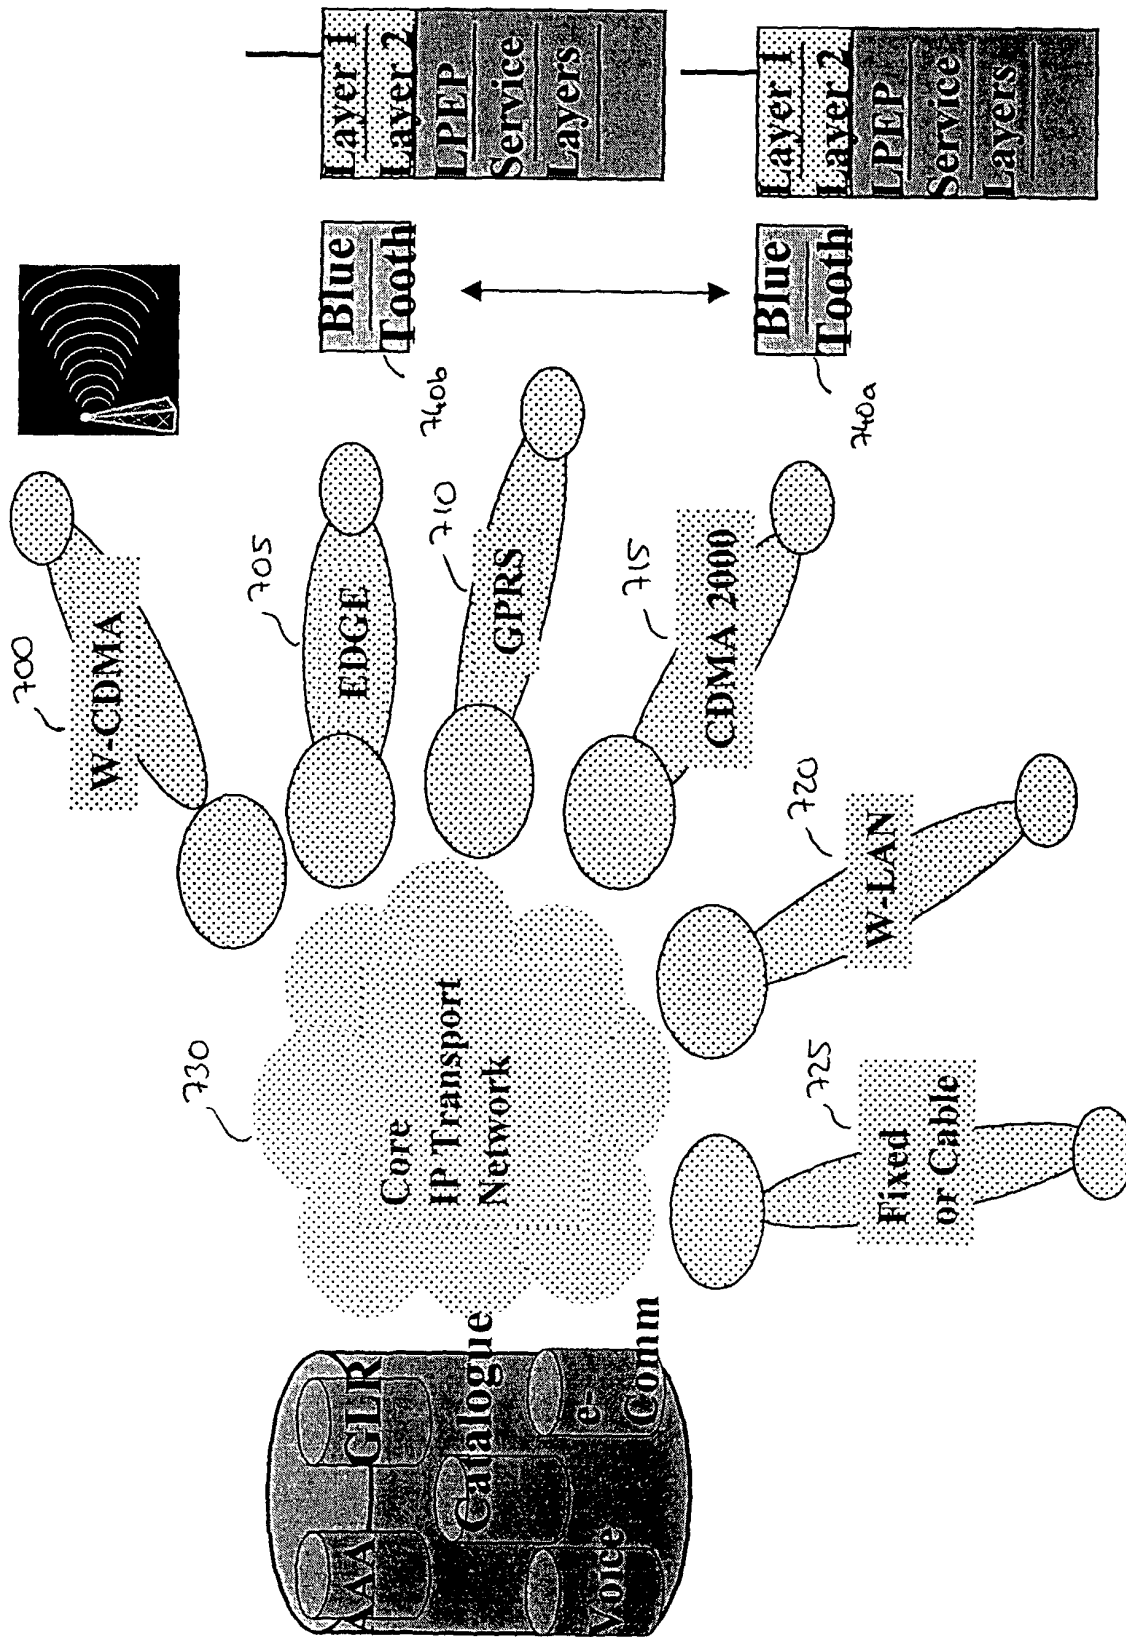 AAA
GLR
Catalogue
Voice
e-
Comm
730
Core
IP Transport
Network
700
W-CDMA
705
EDGE
710
GPRS
715
CDMA 2000
720
W-LAN
725
Fixed
or Cable
740b
Blue
Tooth
740a
Blue
Tooth
Layer 1
Layer 2
LPEP
Service
Layers
Layer 1
Layer 2
LPEP
Service
Layers